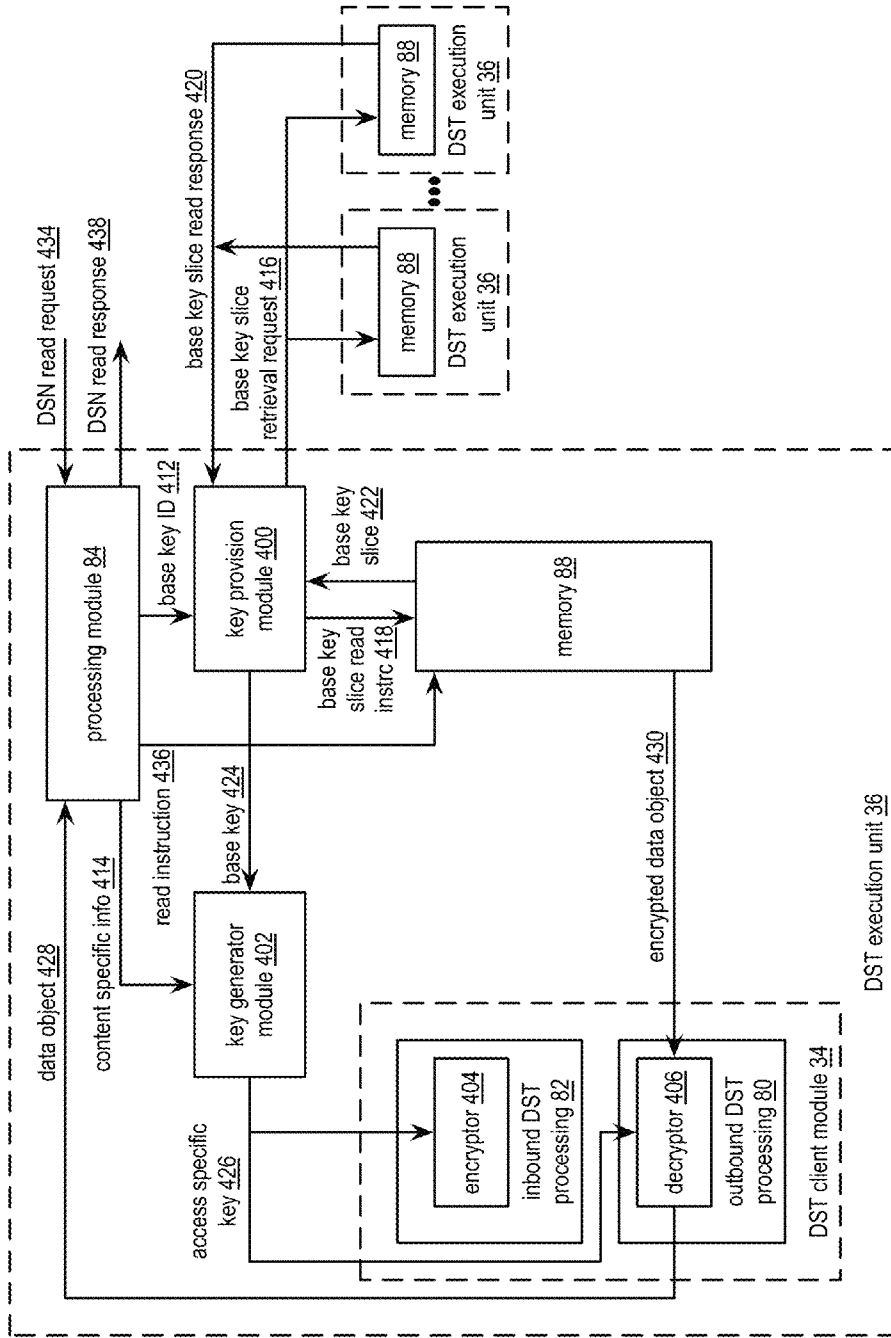 DSN read request 434
DSN read response 438
processing module 84
data object 428
content specific info 414
read instruction 436
base key ID 412
base key slice read response 420
base key slice
retrieval request 416
key provision
module 400
base key 424
key generator
module 402
base key
slice 422
base key
slice read
instrc 418
memory 88
memory 88
DST execution
unit 36
memory 88
DST execution
unit 36
access specific
key 426
encrypted data object 430
encryptor 404
inbound DST
processing 82
decryptor 406
outbound DST
processing 80
DST client module 34
DST execution unit 36